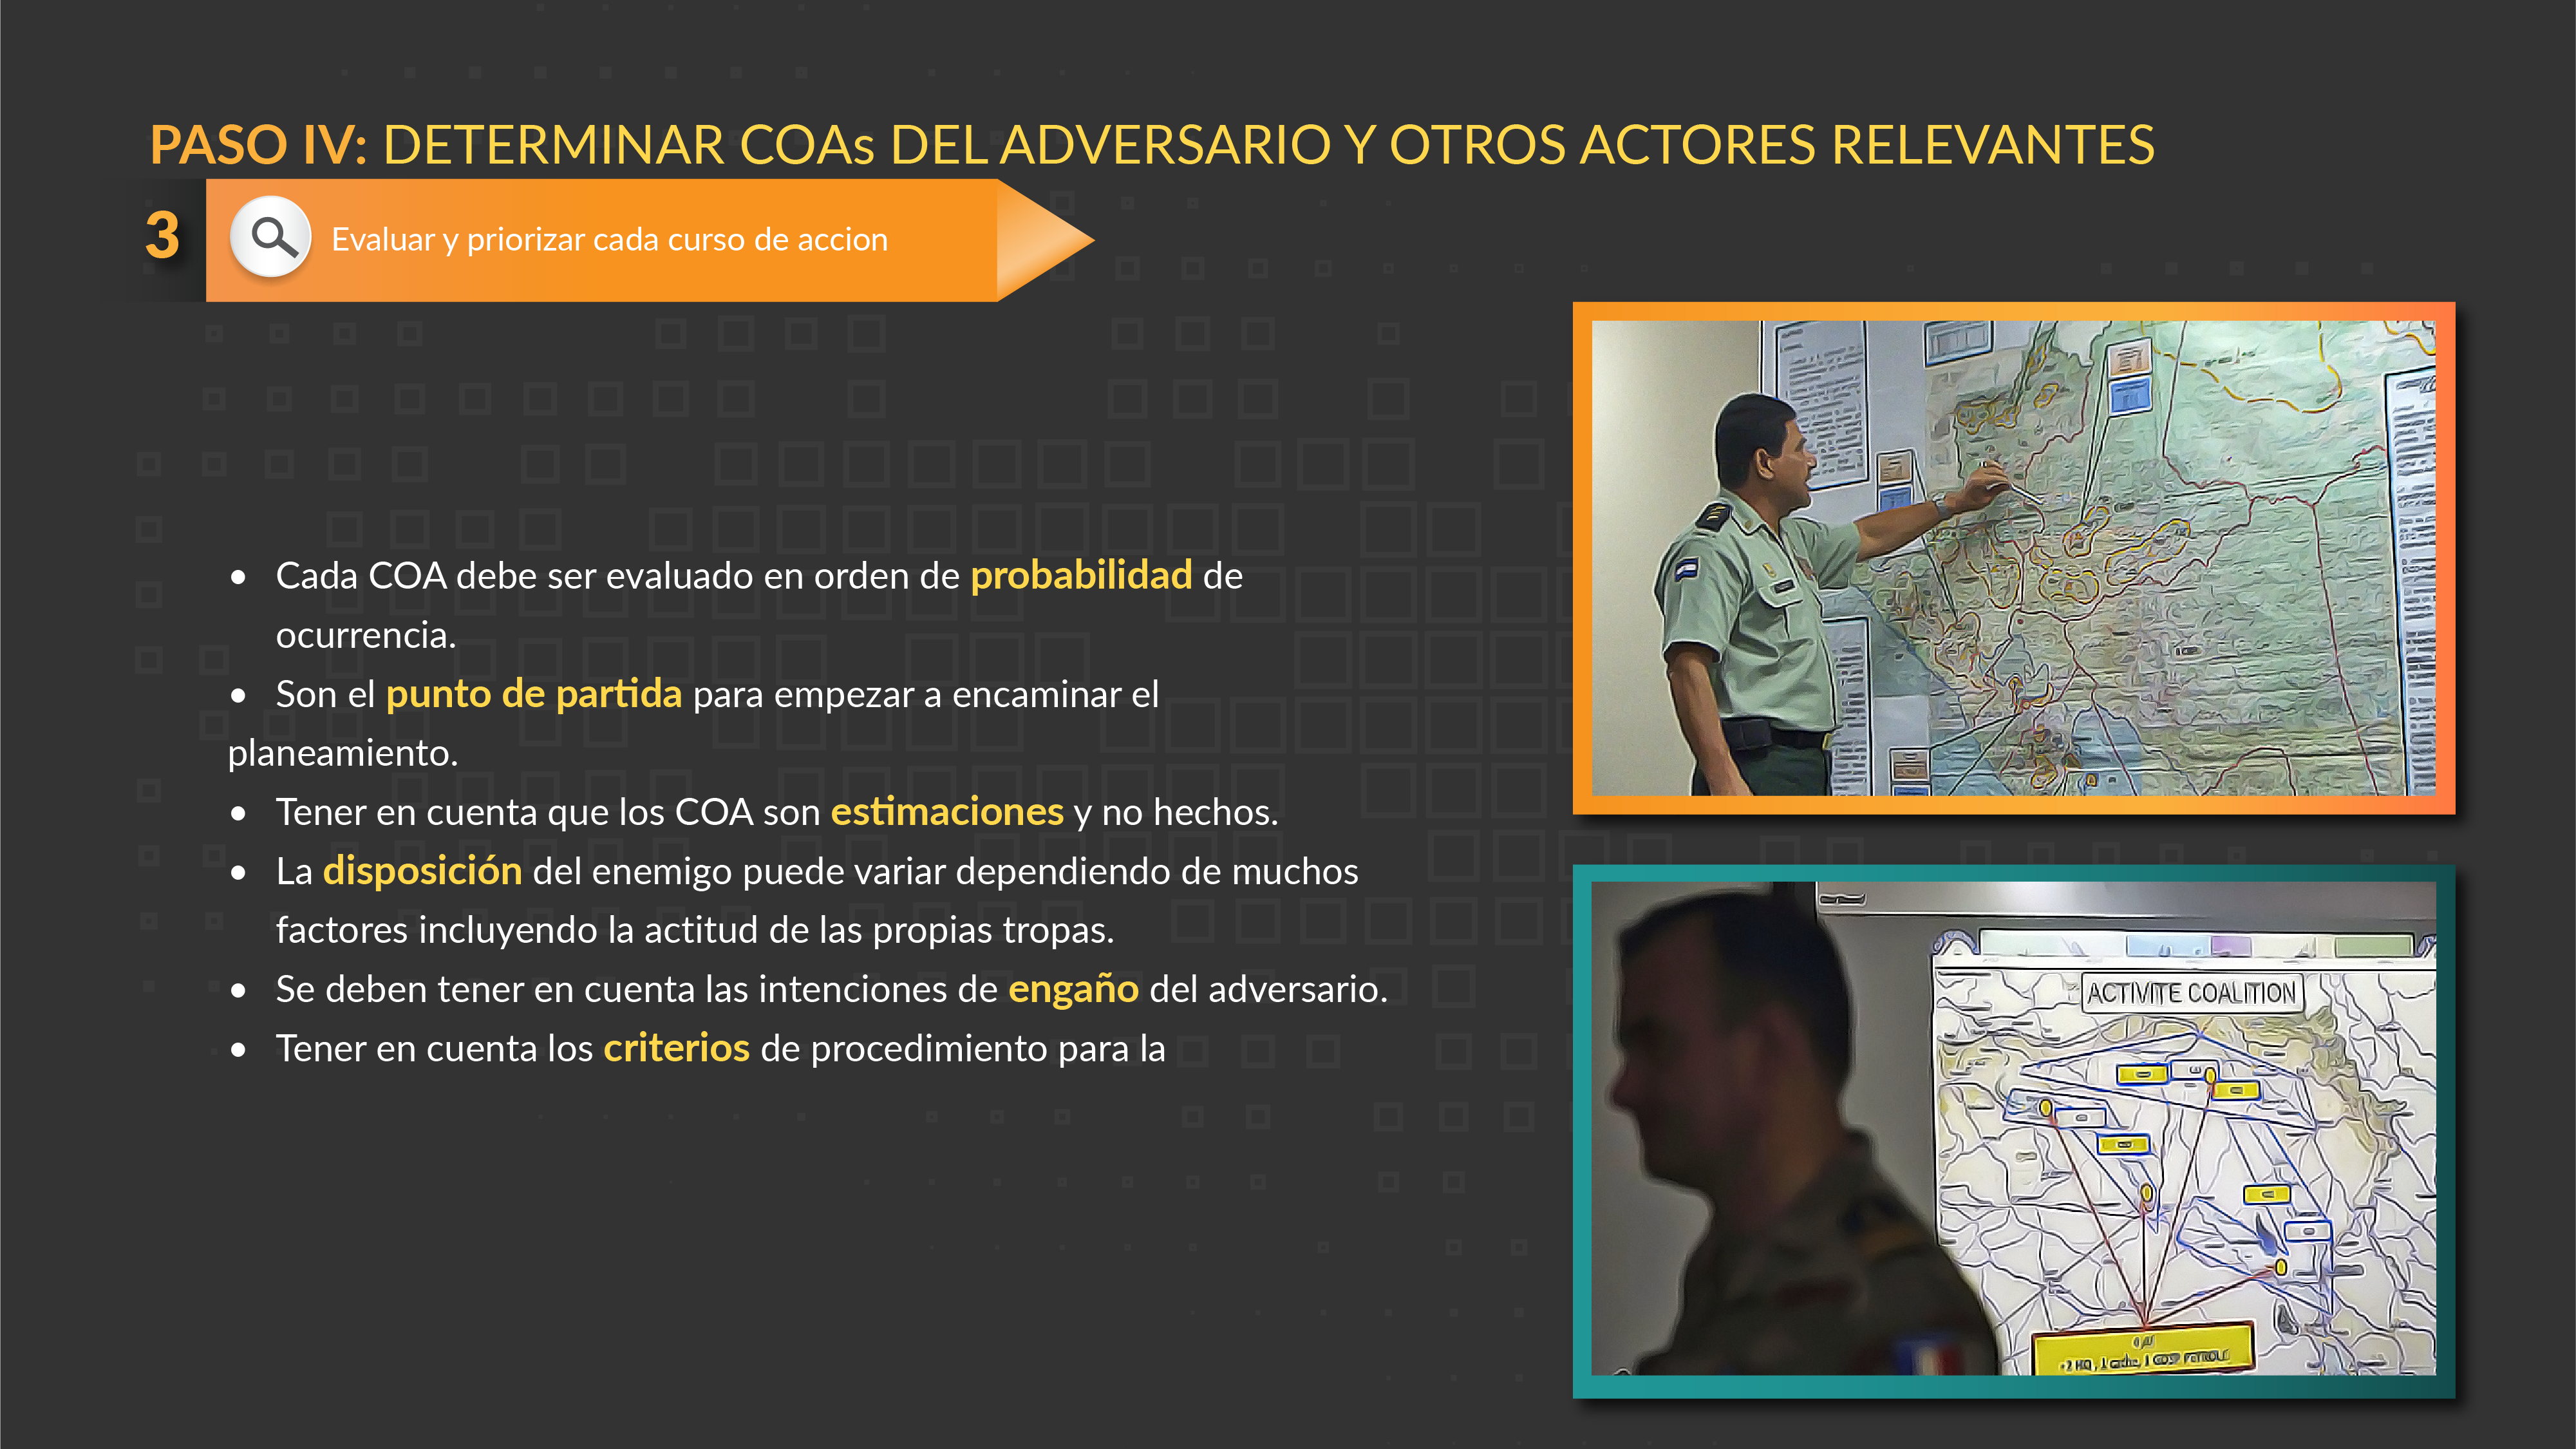 PASO IV: DETERMINAR COAs DEL ADVERSARIO Y OTROS ACTORES RELEVANTES
3
Evaluar y priorizar cada curso de accion
• Cada COA debe ser evaluado en orden de probabilidad de
ocurrencia.
• Son el punto de partida para empezar a encaminar el
planeamiento.
• Tener en cuenta que los COA son estimaciones y no hechos.
• La disposición del enemigo puede variar dependiendo de muchos
factores incluyendo la actitud de las propias tropas.
• Se deben tener en cuenta las intenciones de engaño del adversario.
• Tener en cuenta los criterios de procedimiento para la
ACTIVITE COALITION